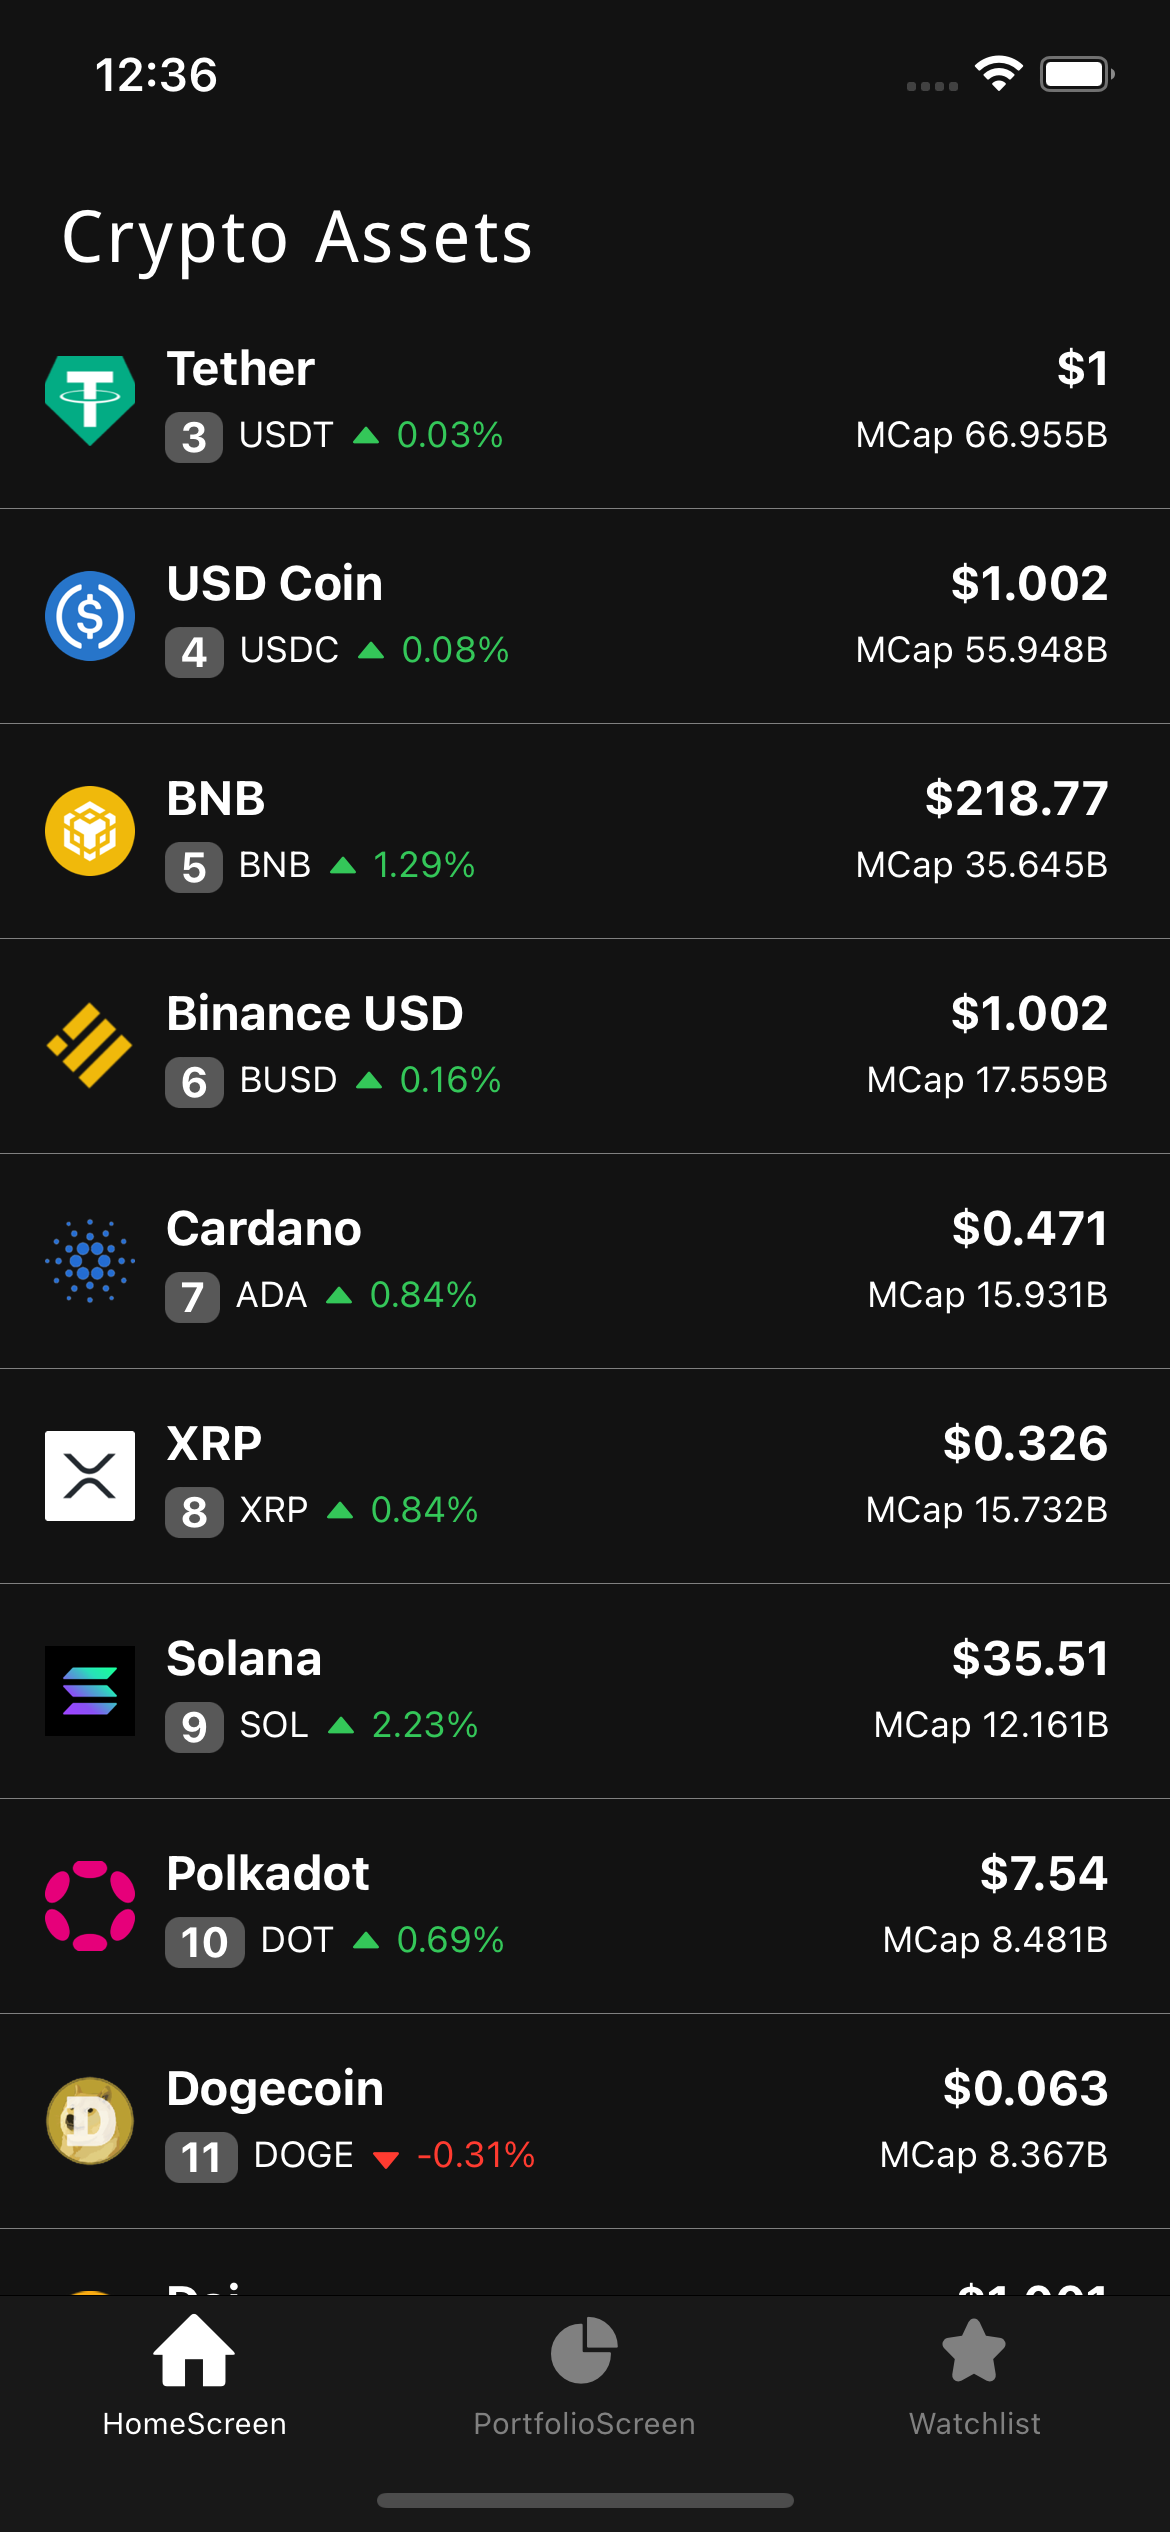 12:36
Crypto Assets
Tether $1
3 USDT ▲ 0.03% MCap 66.955B
USD Coin $1.002
4 USDC ▲ 0.08% MCap 55.948B
BNB $218.77
5 BNB ▲ 1.29% MCap 35.645B
Binance USD $1.002
6 BUSD ▲ 0.16% MCap 17.559B
Cardano $0.471
7 ADA ▲ 0.84% MCap 15.931B
XRP $0.326
8 XRP ▲ 0.84% MCap 15.732B
Solana $35.51
9 SOL ▲ 2.23% MCap 12.161B
Polkadot $7.54
10 DOT ▲ 0.69% MCap 8.481B
Dogecoin $0.063
11 DOGE ▼ -0.31% MCap 8.367B
Dai $1.001
HomeScreen PortfolioScreen Watchlist